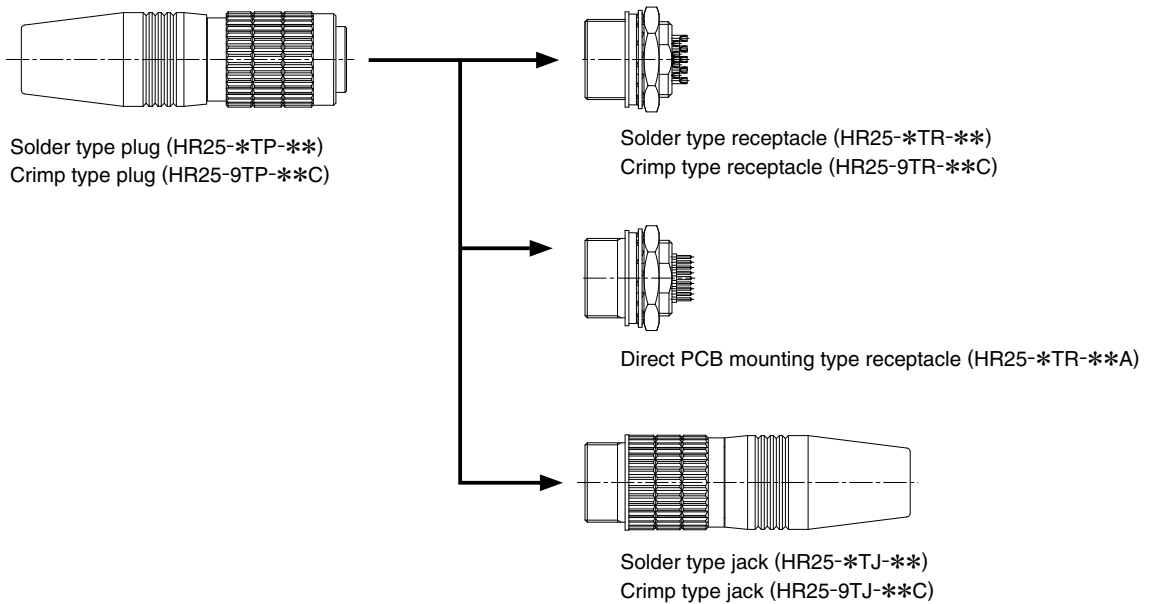 Solder type plug (HR25-*TP-**)
Crimp type plug (HR25-9TP-**C)
Solder type receptacle (HR25-*TR-**)
Crimp type receptacle (HR25-9TR-**C)
Direct PCB mounting type receptacle (HR25-*TR-**A)
Solder type jack (HR25-*TJ-**)
Crimp type jack (HR25-9TJ-**C)